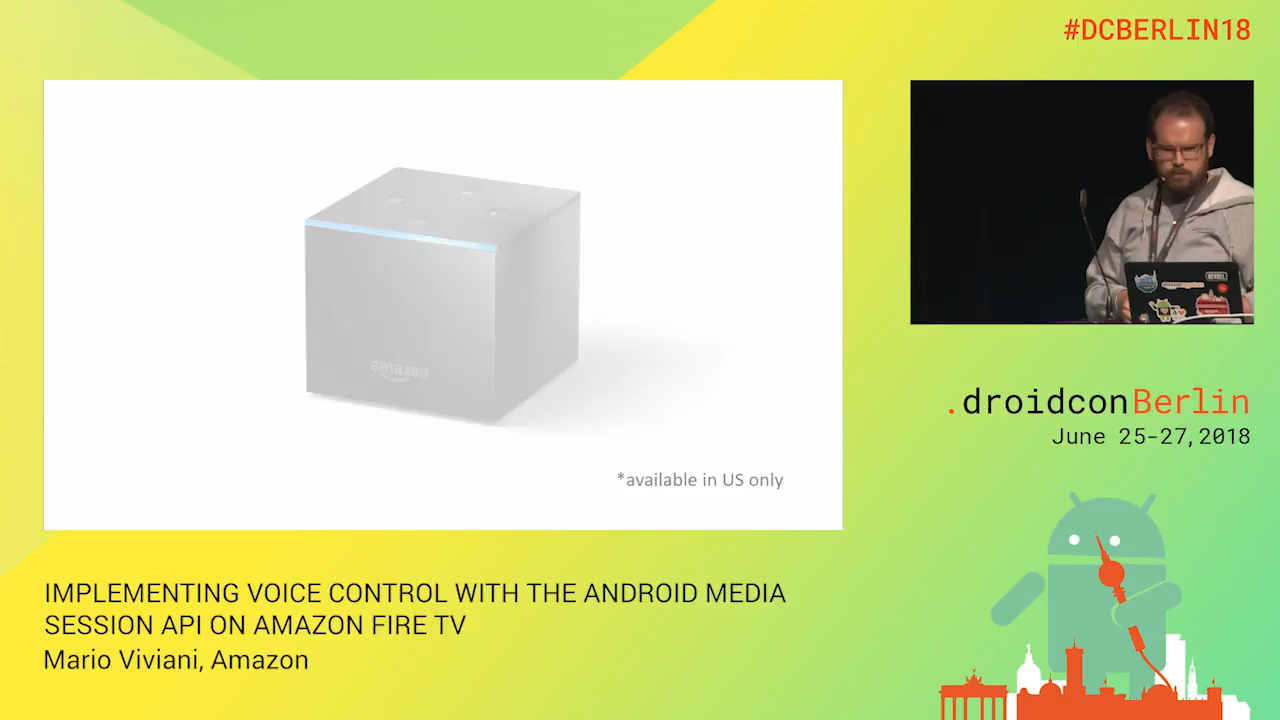 #DCBERLIN18
amazon
*available in US only
.droidconBerlin
June 25-27,2018
IMPLEMENTING VOICE CONTROL WITH THE ANDROID MEDIA
SESSION API ON AMAZON FIRE TV
Mario Viviani, Amazon